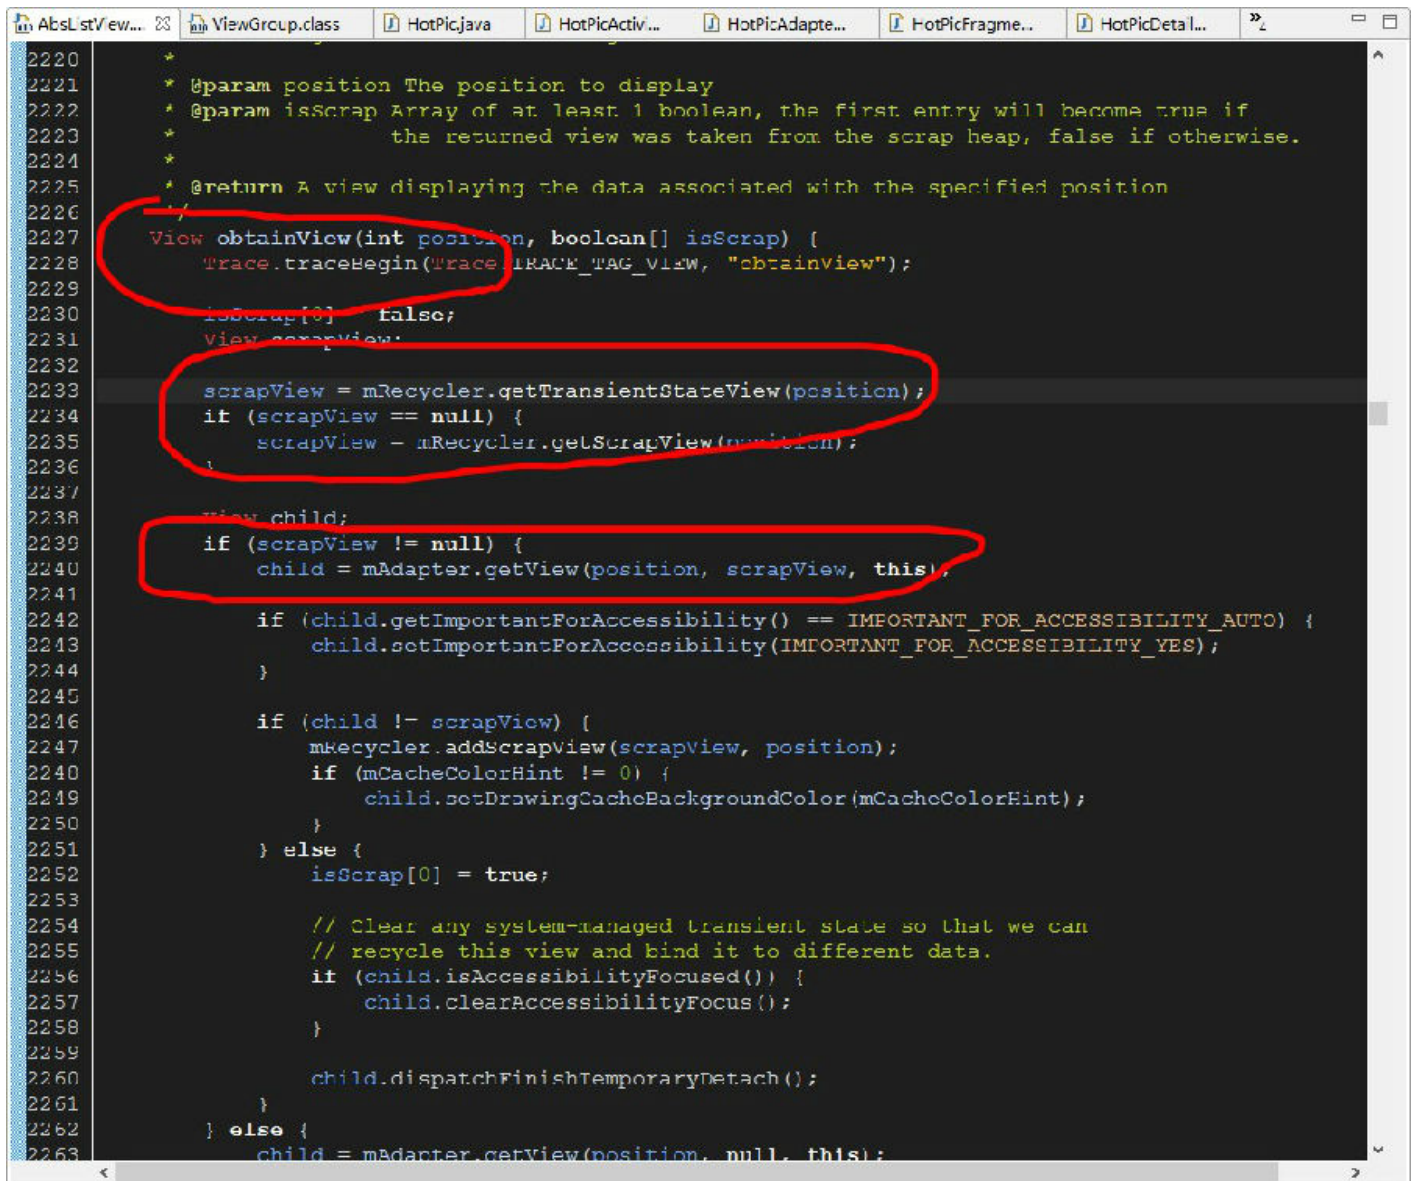 AbsListView.... ViewGroup.class HotPic.java HotPicActivi... HotPicAdapte... HotPicFragme... HotPicDetail... »
2220 *
2221 * @param position The position to display
2222 * @param isScrap Array of at least 1 boolean, the first entry will become true if
2223 * the returned view was taken from the scrap heap, false if otherwise.
2224 *
2225 * @return A view displaying the data associated with the specified position
2226 */
2227 View obtainView(int position, boolean[] isScrap) {
2228 Trace.traceBegin(Trace.TRACE_TAG_VIEW, "obtainView");
2229
2230 isScrap[0] = false;
2231 View scrapView;
2232
2233 scrapView = mRecycler.getTransientStateView(position);
2234 if (scrapView == null) {
2235 scrapView = mRecycler.getScrapView(position);
2236 }
2237
2238 View child;
2239 if (scrapView != null) {
2240 child = mAdapter.getView(position, scrapView, this);
2241
2242 if (child.getImportantForAccessibility() == IMPORTANT_FOR_ACCESSIBILITY_AUTO) {
2243 child.setImportantForAccessibility(IMPORTANT_FOR_ACCESSIBILITY_YES);
2244 }
2245
2246 if (child != scrapView) {
2247 mRecycler.addScrapView(scrapView, position);
2248 if (mCacheColorHint != 0) {
2249 child.setDrawingCacheBackgroundColor(mCacheColorHint);
2250 }
2251 } else {
2252 isScrap[0] = true;
2253
2254 // Clear any system-managed transient state so that we can
2255 // recycle this view and bind it to different data.
2256 if (child.isAccessibilityFocused()) {
2257 child.clearAccessibilityFocus();
2258 }
2259
2260 child.dispatchFinishTemporaryDetach();
2261 }
2262 } else {
2263 child = mAdapter.getView(position, null, this);